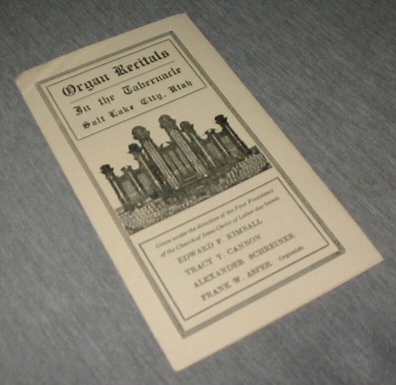 Organ Recitals
In the Tabernacle
Salt Lake City, Utah
Given under the direction of the First Presidency
of the Church of Jesus Christ of Latter-day Saints
EDWARD P. KIMBALL
TRACY Y. CANNON
ALEXANDER SCHREINER
FRANK W. ASPER
Organists